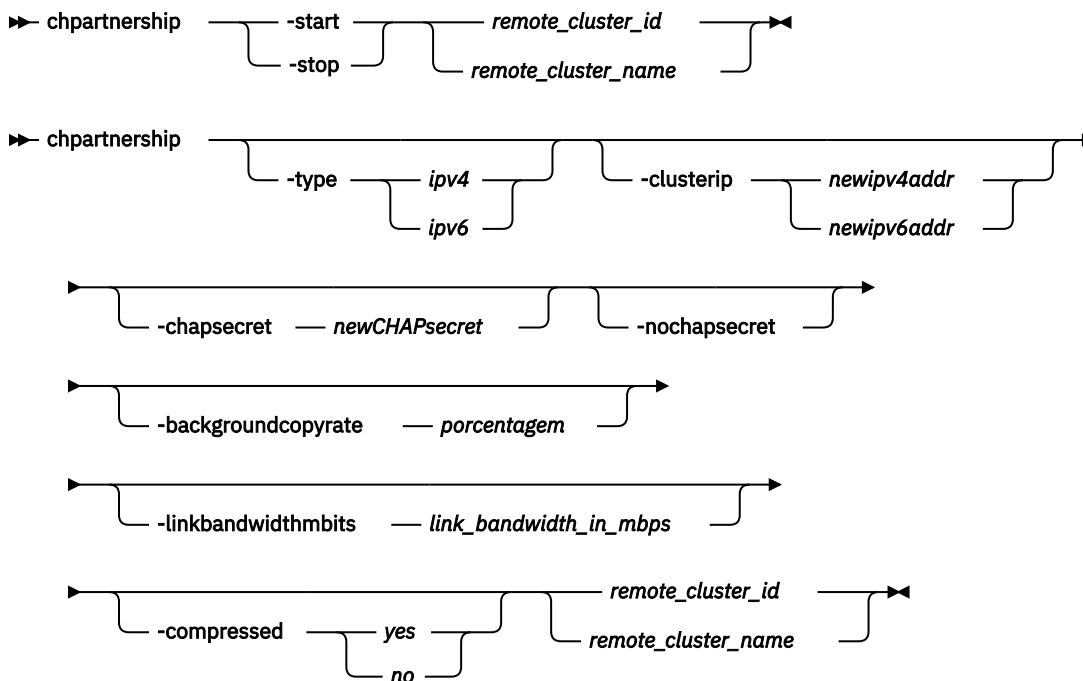 chpartnership -start remote_cluster_id
-stop remote_cluster_name
chpartnership
-type ipv4 -clusterip newipv4addr
ipv6 newipv6addr
-chapsecret newCHAPsecret -nochapsecret
-backgroundcopyrate porcentagem
-linkbandwidthmbits link_bandwidth_in_mbps
remote_cluster_id
-compressed yes remote_cluster_name
no